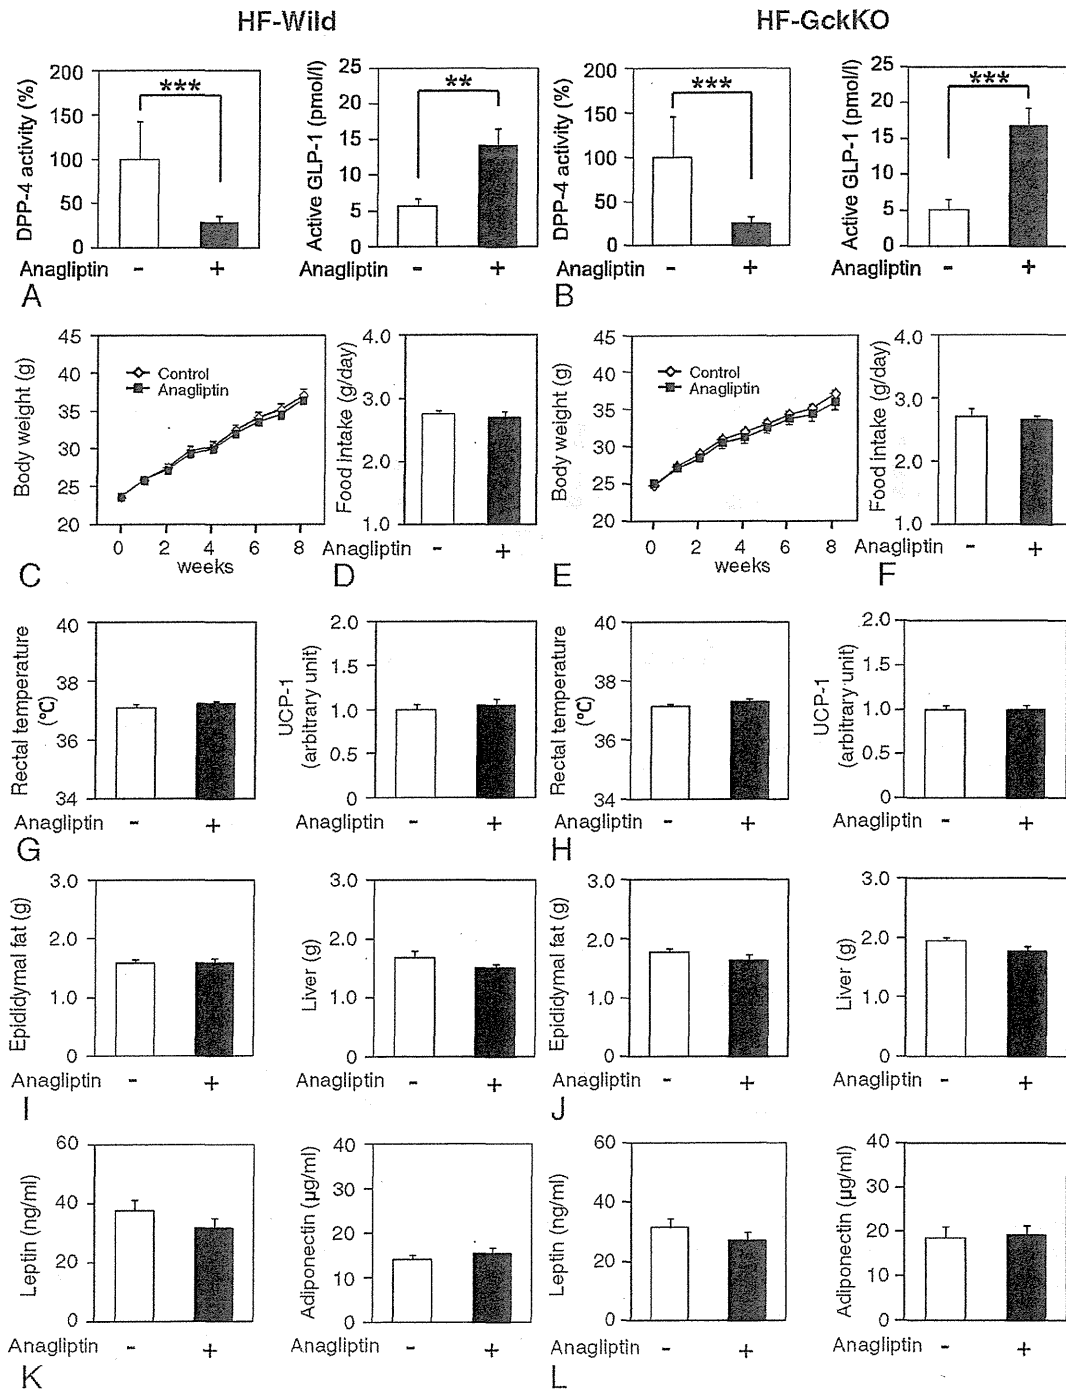 HF-Wild
HF-GckKO
DPP-4 activity (%)
200
150
100
50
0
***
Anagliptin - +
Active GLP-1 (pmol/l)
25
20
15
10
5
0
**
Anagliptin - +
A
DPP-4 activity (%)
200
150
100
50
0
***
Anagliptin - +
Active GLP-1 (pmol/l)
25
20
15
10
5
0
***
Anagliptin - +
B
Body weight (g)
45
40
35
30
25
20
Control
Anagliptin
0 2 4 6 8
weeks
C
Food intake (g/day)
4.0
3.0
2.0
1.0
Anagliptin - +
D
Body weight (g)
45
40
35
30
25
20
Control
Anagliptin
0 2 4 6 8
weeks
E
Food intake (g/day)
4.0
3.0
2.0
1.0
Anagliptin - +
F
Rectal temperature
(℃)
40
38
36
34
Anagliptin - +
UCP-1
(arbitrary unit)
2.0
1.5
1.0
0.5
0
Anagliptin - +
G
Rectal temperature
(℃)
40
38
36
34
Anagliptin - +
UCP-1
(arbitrary unit)
2.0
1.5
1.0
0.5
0
Anagliptin - +
H
Epididymal fat (g)
3.0
2.0
1.0
0
Anagliptin - +
Liver (g)
3.0
2.0
1.0
0
Anagliptin - +
I
Epididymal fat (g)
3.0
2.0
1.0
0
Anagliptin - +
Liver (g)
3.0
2.0
1.0
0
Anagliptin - +
J
Leptin (ng/ml)
60
40
20
0
Anagliptin - +
Adiponectin (μg/ml)
40
30
20
10
0
Anagliptin - +
K
Leptin (ng/ml)
60
40
20
0
Anagliptin - +
Adiponectin (μg/ml)
40
30
20
10
0
Anagliptin - +
L